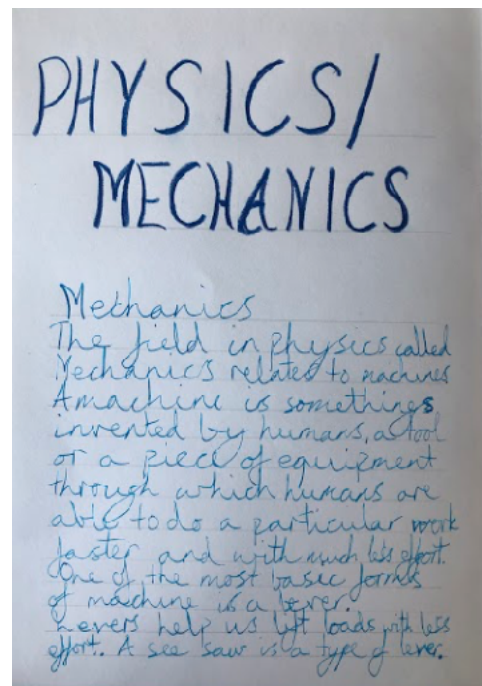 PHYSICS/
MECHANICS
Mechanics
The field in physics called
Mechanics relates to machines
A machine is somethings
invented by humans, a tool
or a piece of equipment
through which humans are
able to do a particular work
faster and with much less effort.
One of the most basic forms
of machine is a lever.
Levers help us lift loads with less
effort. A see saw is a type of lever.